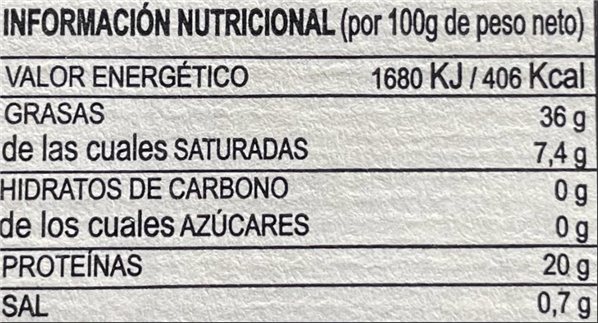 INFORMACIÓN NUTRICIONAL (por 100g de peso neto)
VALOR ENERGÉTICO 1680 KJ / 406 Kcal
GRASAS 36 g
de las cuales SATURADAS 7,4 g
HIDRATOS DE CARBONO 0 g
de los cuales AZÚCARES 0 g
PROTEÍNAS 20 g
SAL 0,7 g